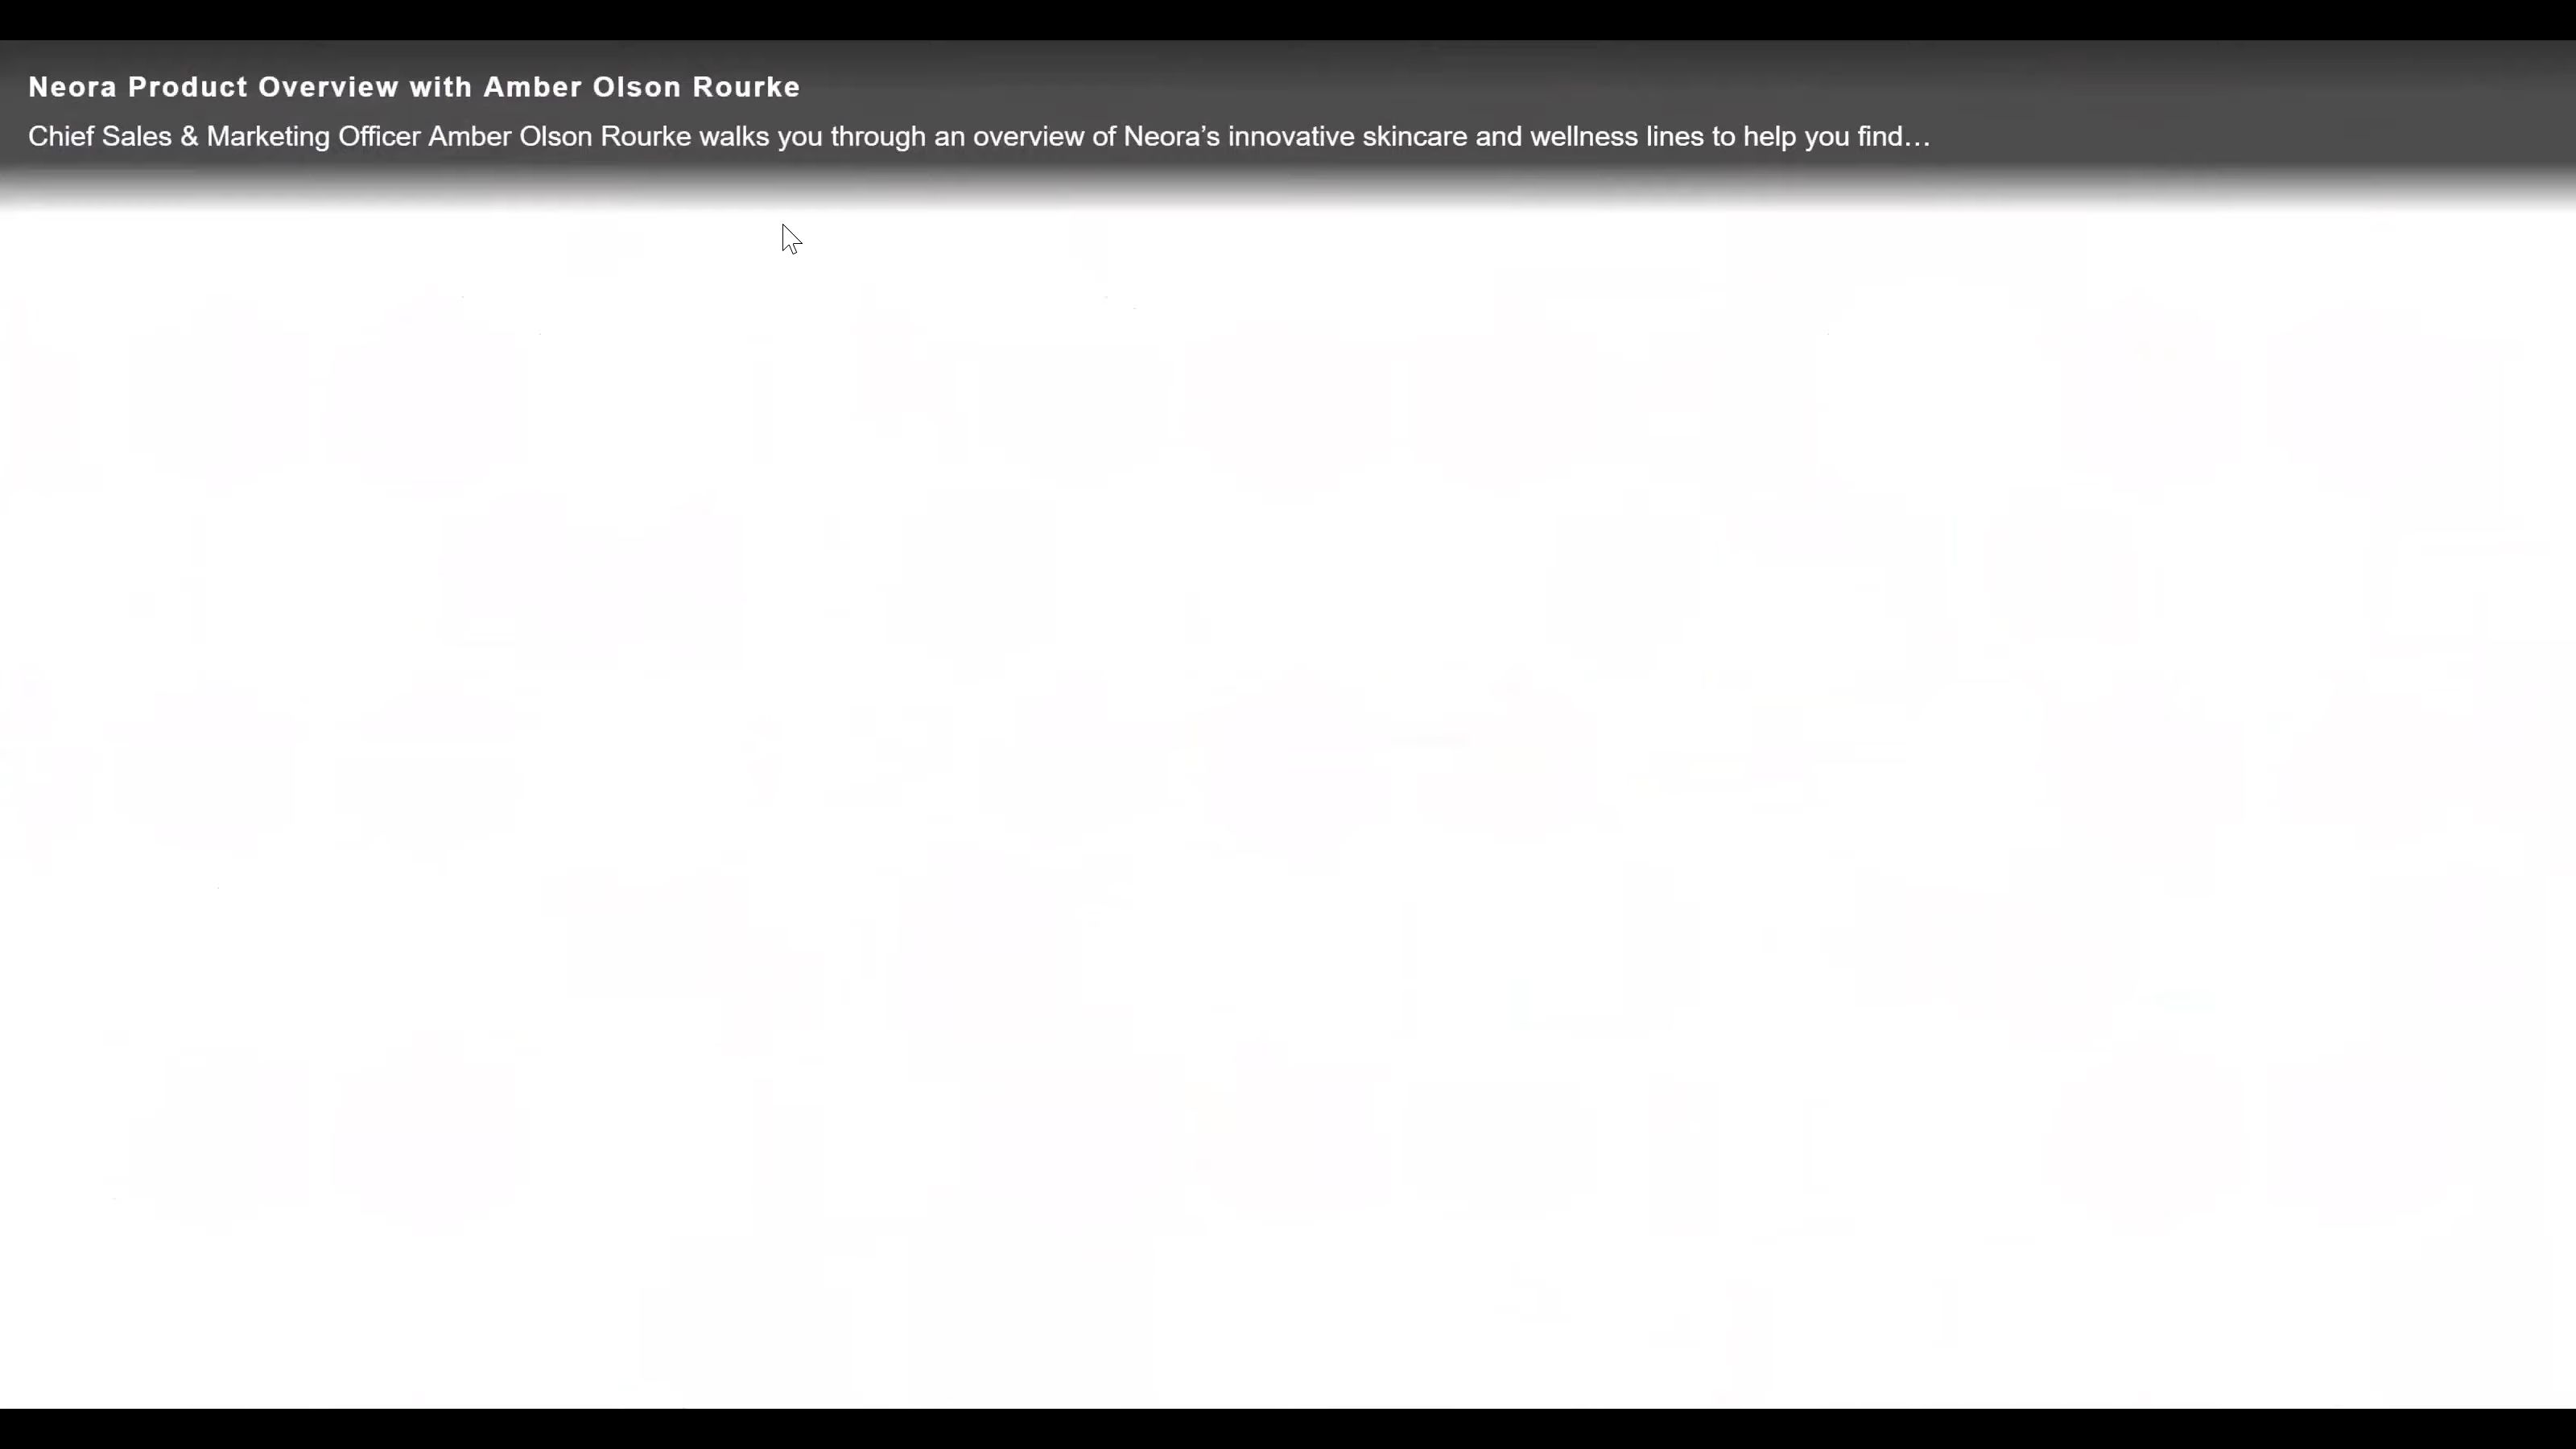 Neora Product Overview with Amber Olson Rourke
Chief Sales & Marketing Officer Amber Olson Rourke walks you through an overview of Neora’s innovative skincare and wellness lines to help you find…